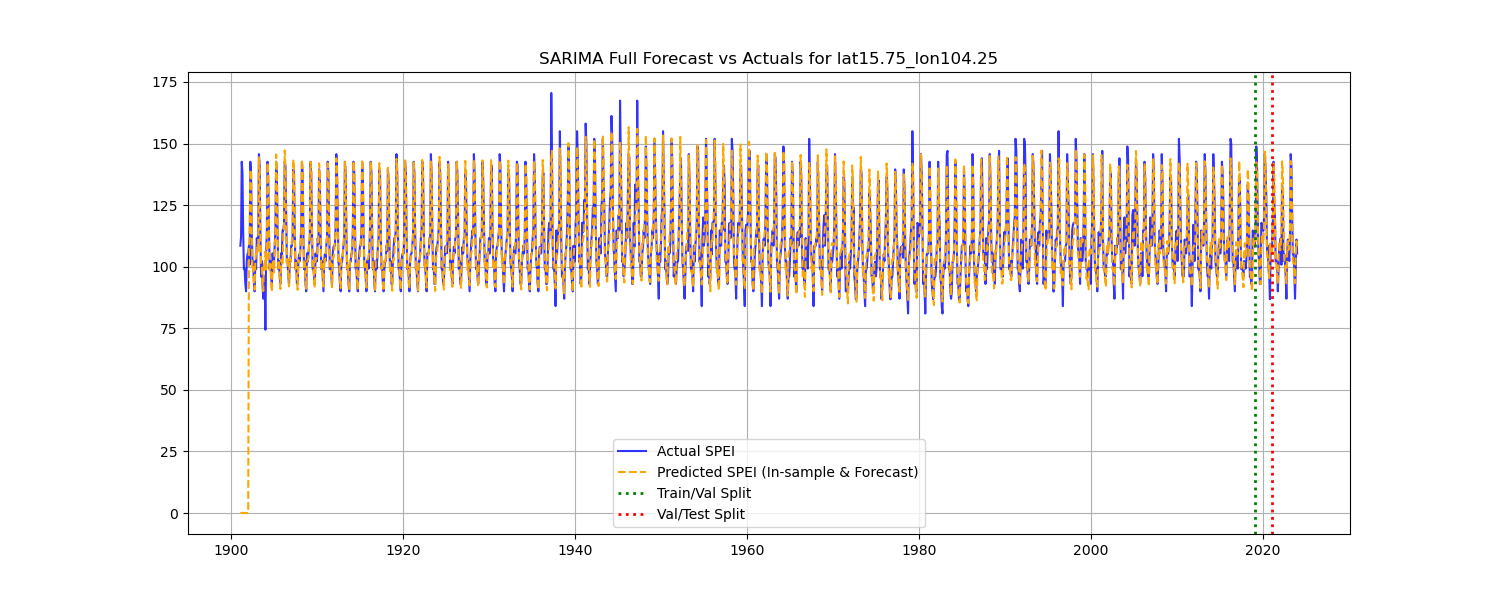 SARIMA Full Forecast vs Actuals for lat15.75_lon104.25
175
150
125
100
75
50
25
0
Actual SPEI
Predicted SPEI (In-sample & Forecast)
Train/Val Split
Val/Test Split
1900 1920 1940 1960 1980 2000 2020